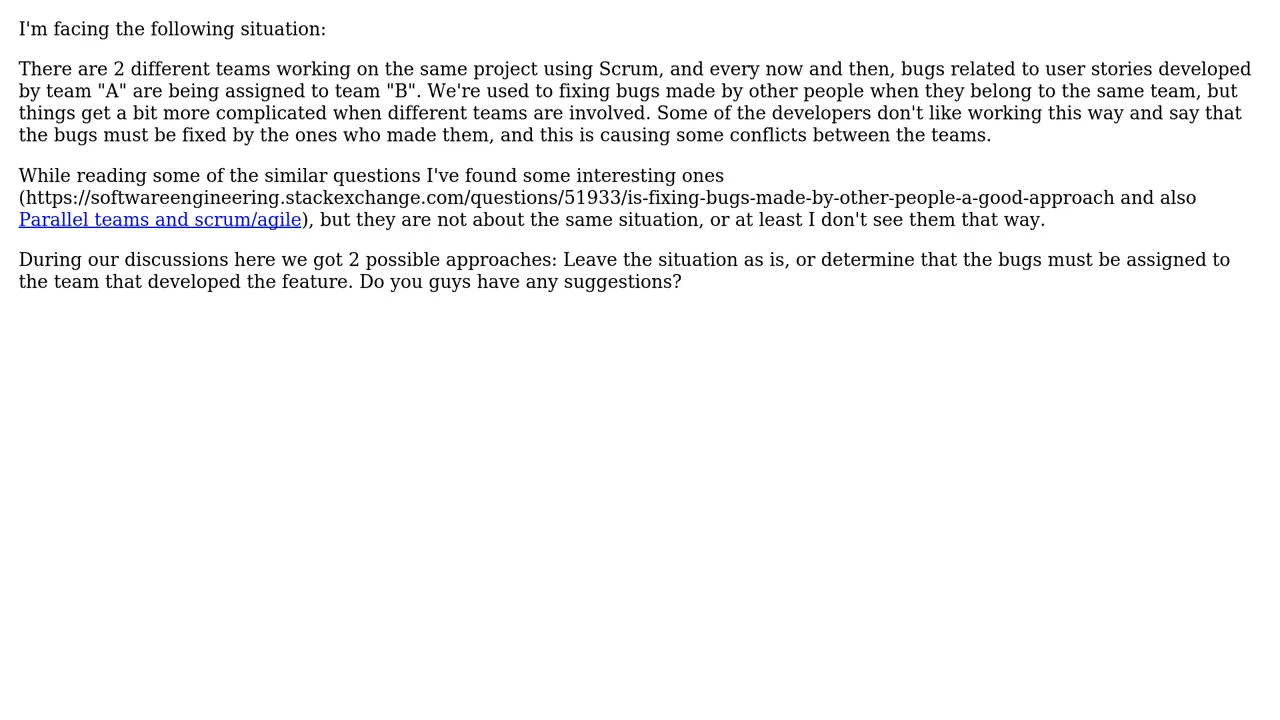 I'm facing the following situation:
There are 2 different teams working on the same project using Scrum, and every now and then, bugs related to user stories developed
by team "A" are being assigned to team "B". We're used to fixing bugs made by other people when they belong to the same team, but
things get a bit more complicated when different teams are involved. Some of the developers don't like working this way and say that
the bugs must be fixed by the ones who made them, and this is causing some conflicts between the teams.
While reading some of the similar questions I've found some interesting ones
(https://softwareengineering.stackexchange.com/questions/51933/is-fixing-bugs-made-by-other-people-a-good-approach and also
Parallel teams and scrum/agile), but they are not about the same situation, or at least I don't see them that way.
During our discussions here we got 2 possible approaches: Leave the situation as is, or determine that the bugs must be assigned to
the team that developed the feature. Do you guys have any suggestions?